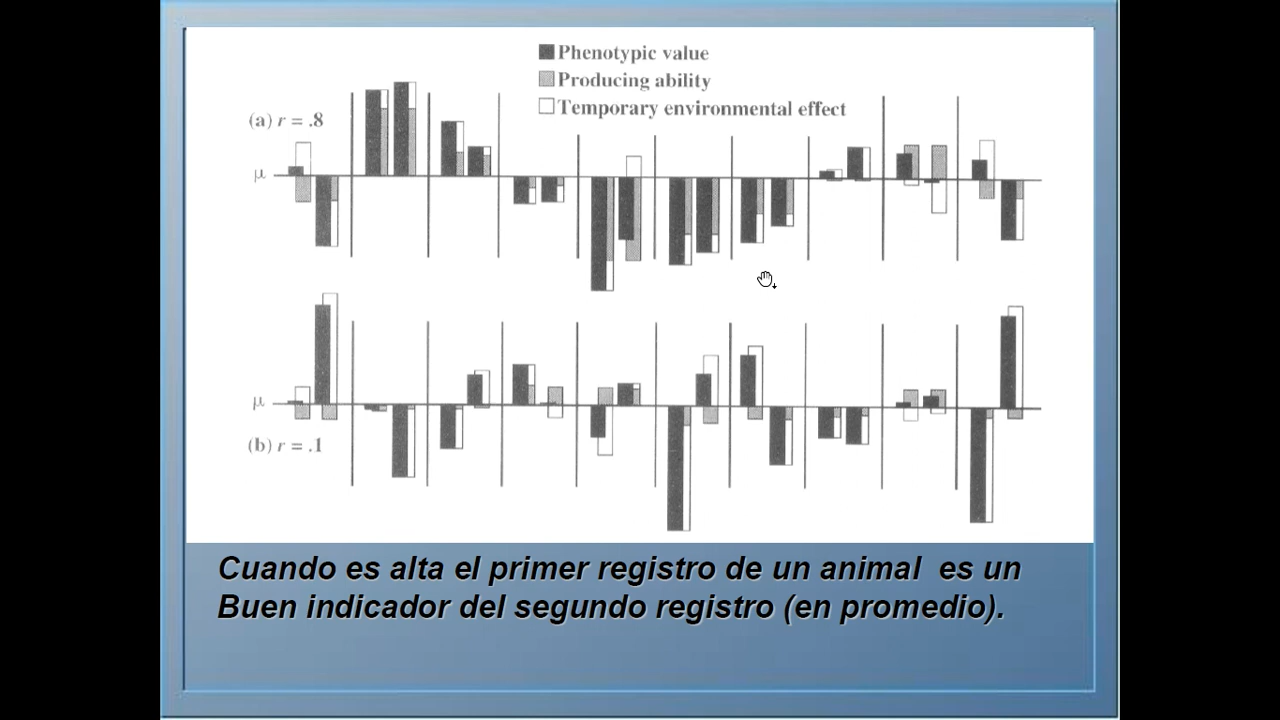 Phenotypic value
Producing ability
Temporary environmental effect
(a) r = .8
μ
μ
(b) r = .1
Cuando es alta el primer registro de un animal es un
Buen indicador del segundo registro (en promedio).